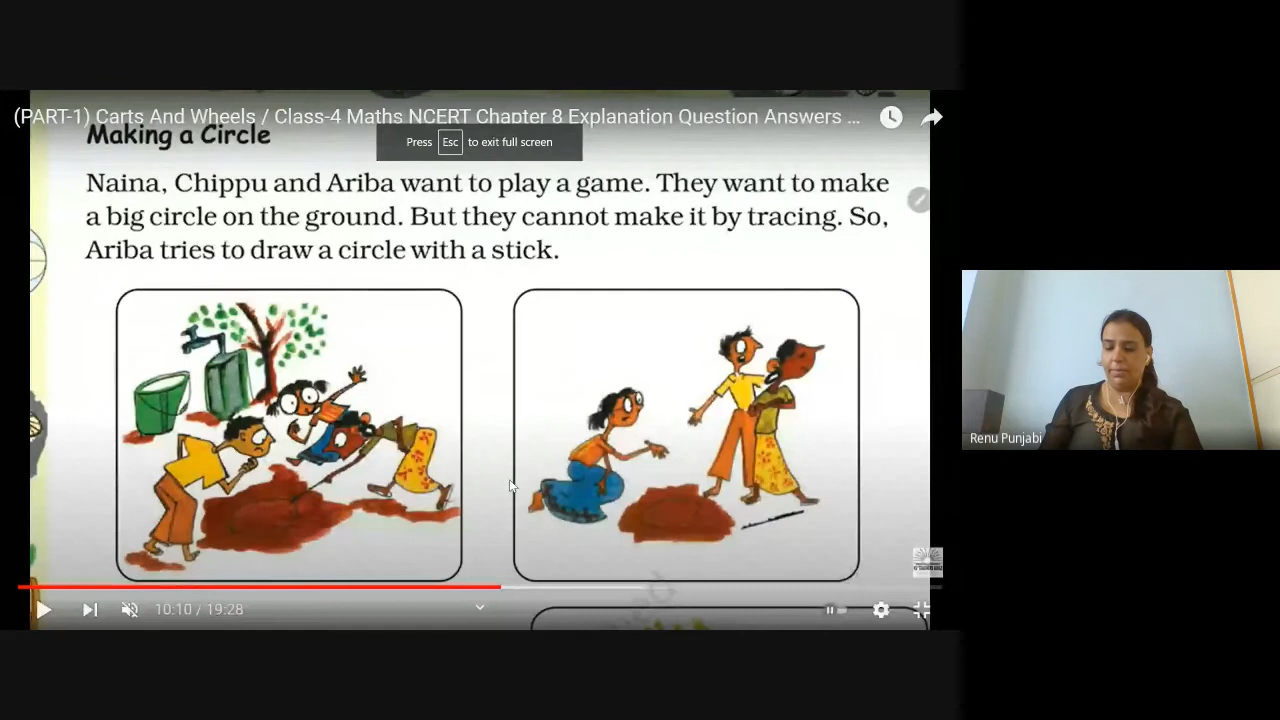 (PART-1) Carts And Wheels / Class-4 Maths NCERT Chapter 8 Explanation Question Answers ...
Making a Circle
Press Esc to exit full screen
Naina, Chippu and Ariba want to play a game. They want to make
a big circle on the ground. But they cannot make it by tracing. So,
Ariba tries to draw a circle with a stick.
Renu Punjabi
10:10 / 19:28